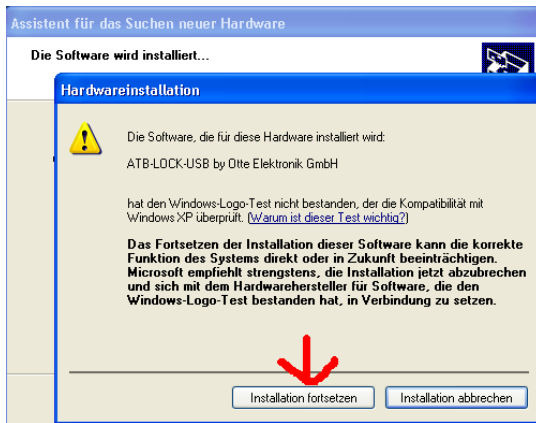 Assistent für das Suchen neuer Hardware
Die Software wird installiert...
Hardwareinstallation
Die Software, die für diese Hardware installiert wird:
ATB-LOCK-USB by Otte Elektronik GmbH
hat den Windows-Logo-Test nicht bestanden, der die Kompatibilität mit
Windows XP überprüft. (Warum ist dieser Test wichtig?)
Das Fortsetzen der Installation dieser Software kann die korrekte
Funktion des Systems direkt oder in Zukunft beeinträchtigen.
Microsoft empfiehlt strengstens, die Installation jetzt abzubrechen
und sich mit dem Hardwarehersteller für Software, die den
Windows-Logo-Test bestanden hat, in Verbindung zu setzen.
Installation fortsetzen
Installation abbrechen